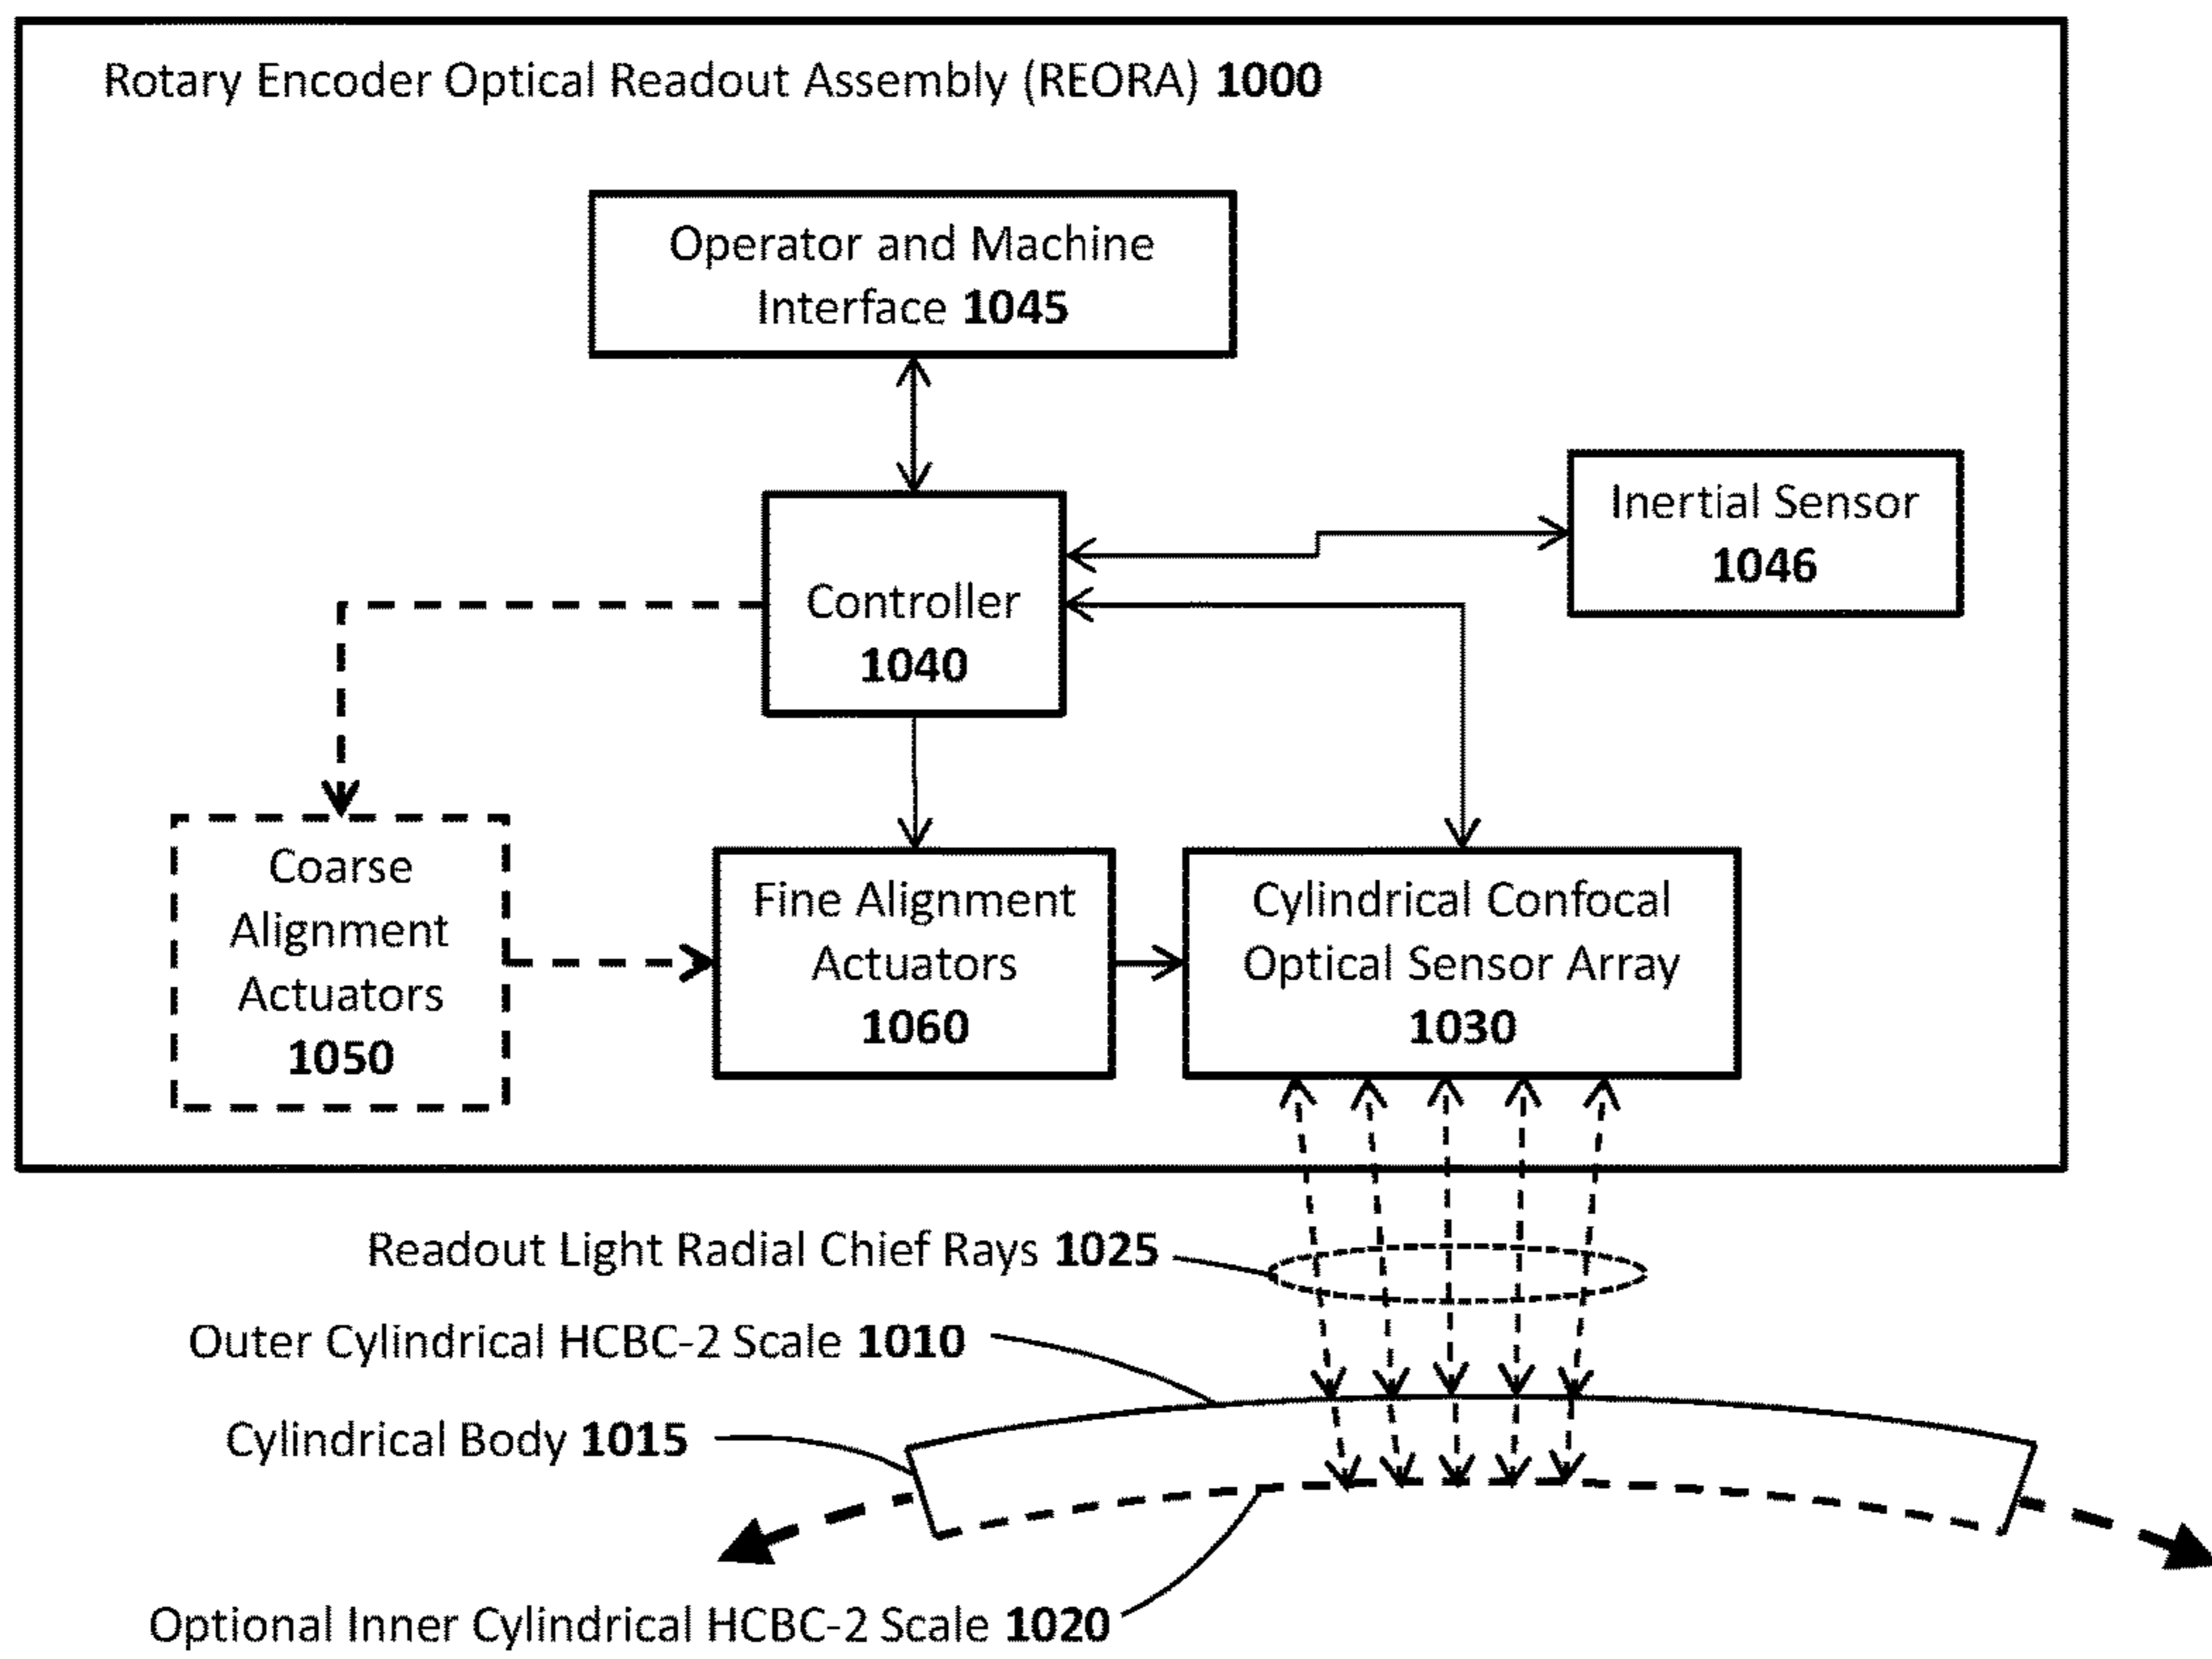 Rotary Encoder Optical Readout Assembly (REORA) 1000
Operator and Machine
Interface 1045
Inertial Sensor
1046
Controller
1040
Coarse
Alignment
Actuators
1050
Fine Alignment
Actuators
1060
Cylindrical Confocal
Optical Sensor Array
1030
Readout Light Radial Chief Rays 1025
Outer Cylindrical HCBC-2 Scale 1010
Cylindrical Body 1015
Optional Inner Cylindrical HCBC-2 Scale 1020